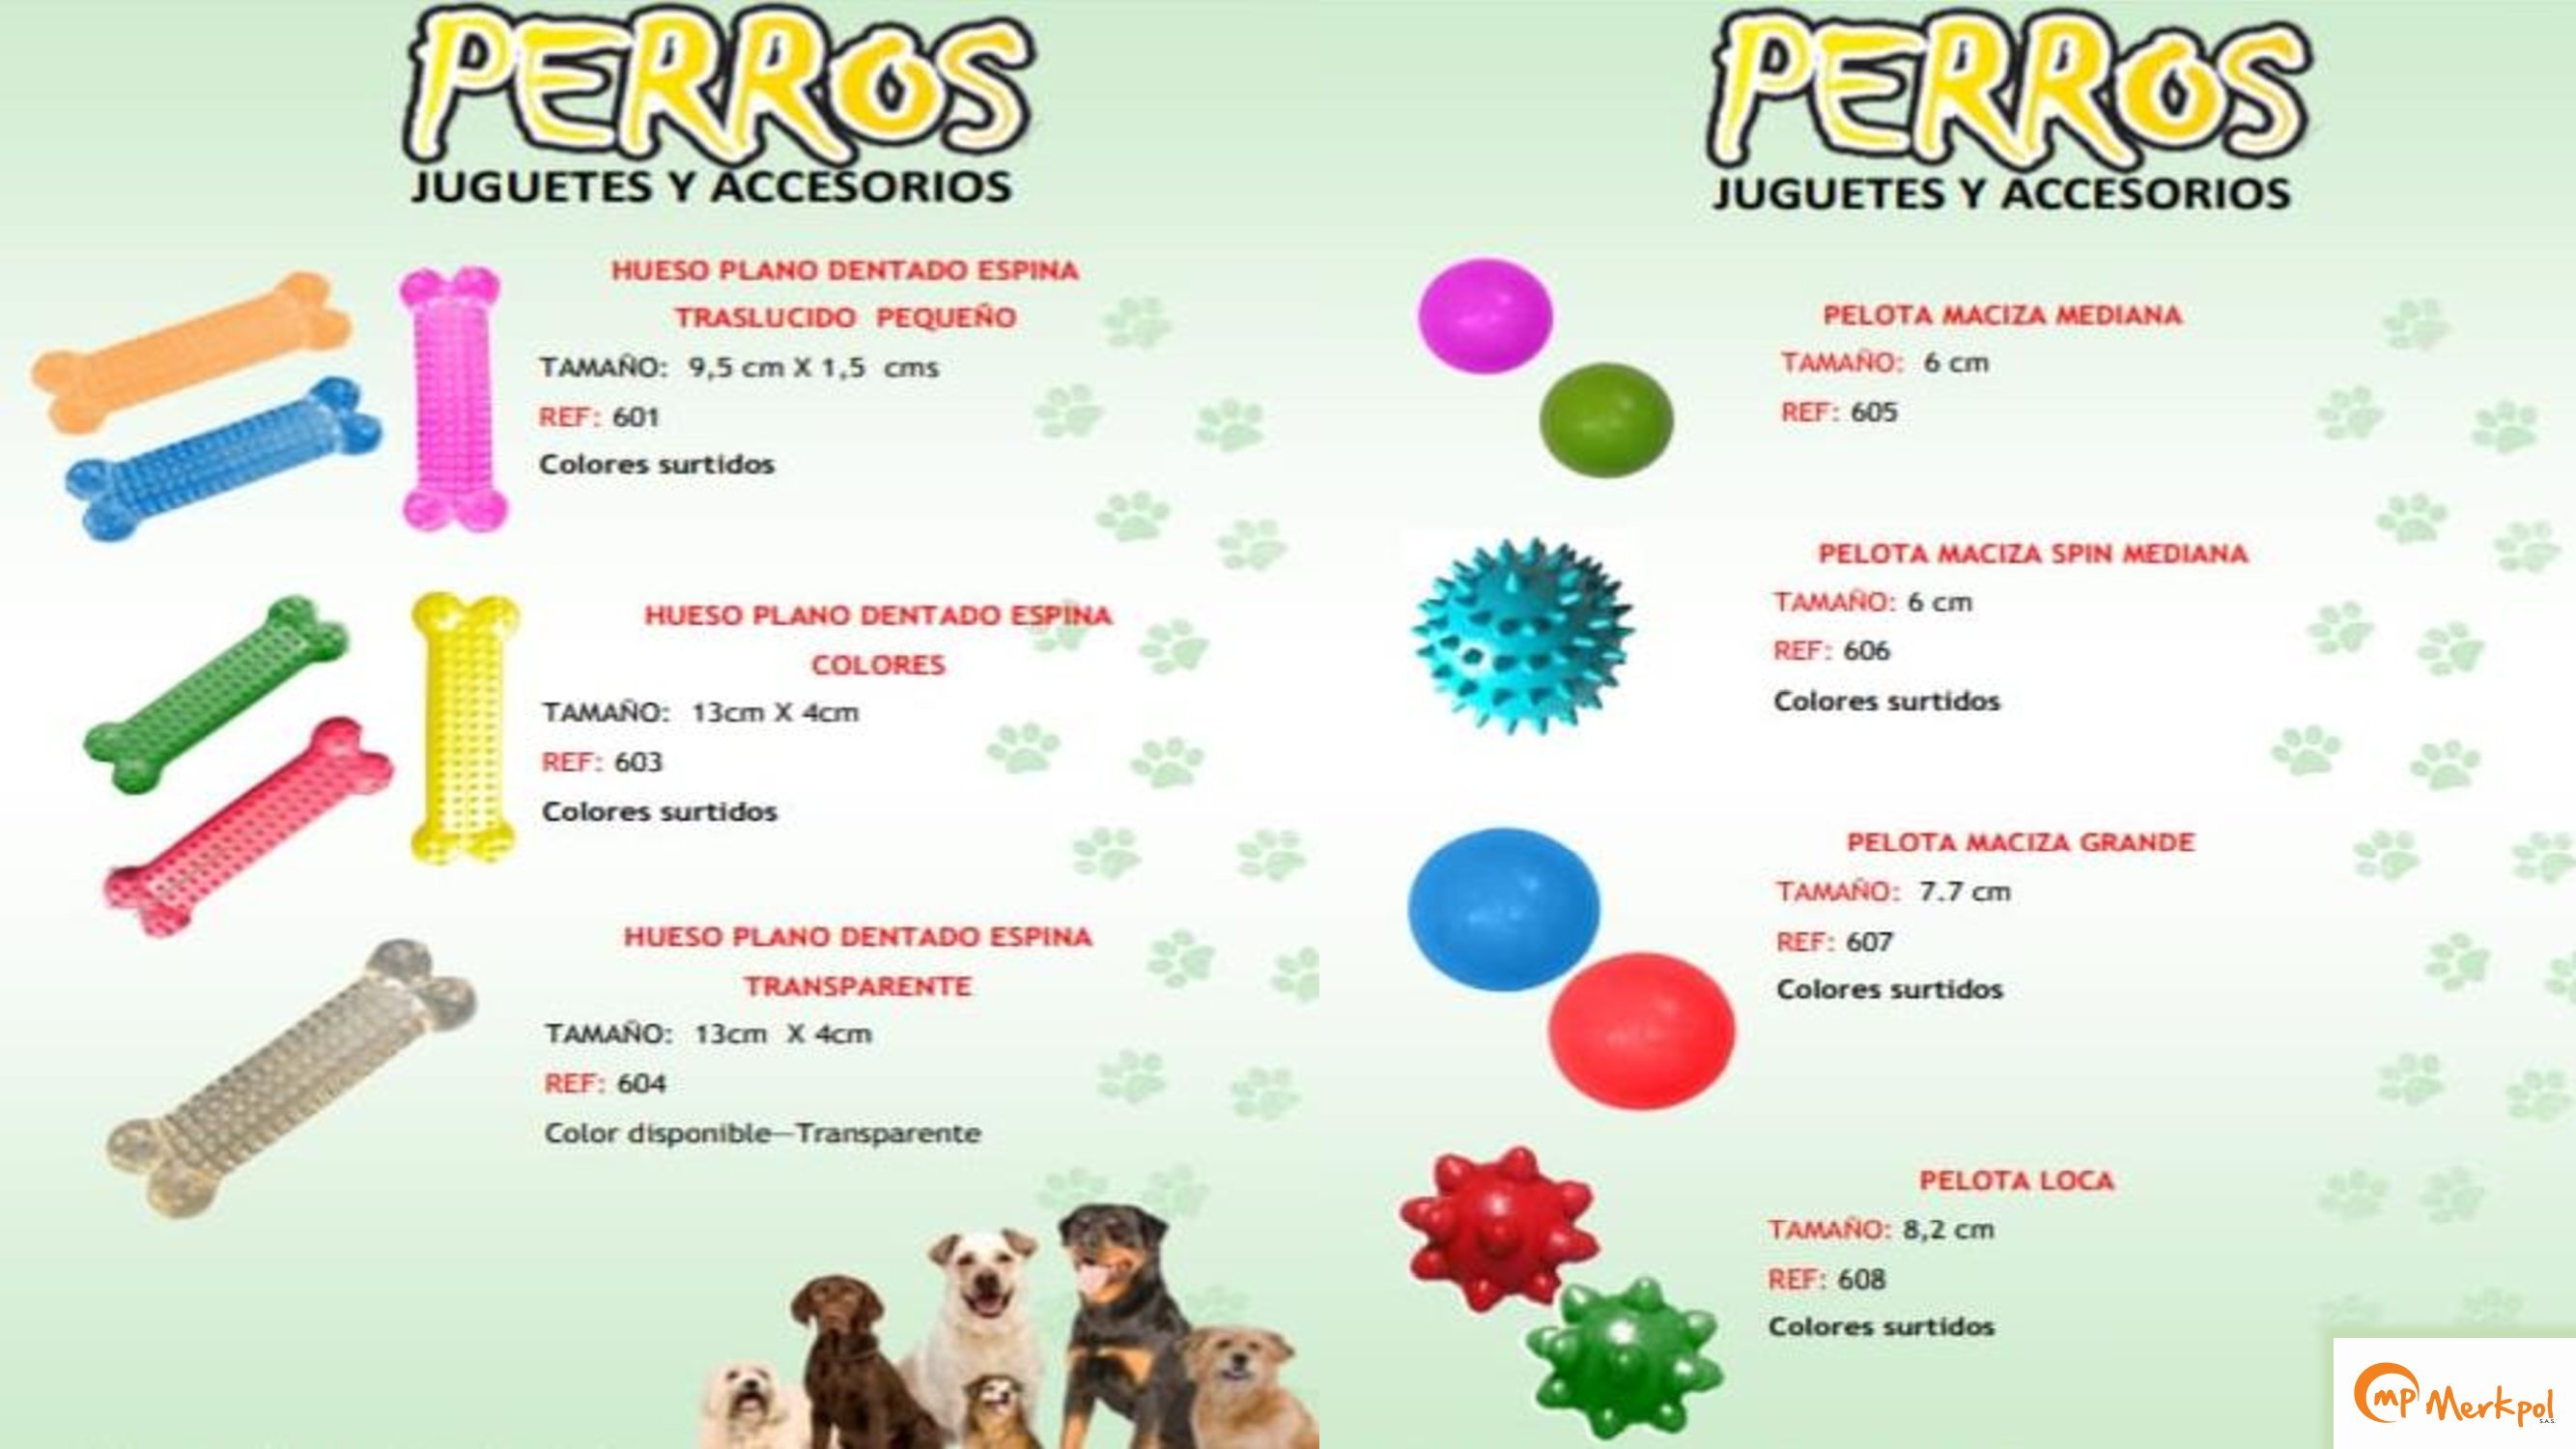 PERROS
JUGUETES Y ACCESORIOS
HUESO PLANO DENTADO ESPINA
TRASLUCIDO PEQUEÑO
TAMAÑO: 9,5 cm X 1,5 cms
REF: 601
Colores surtidos
HUESO PLANO DENTADO ESPINA
COLORES
TAMAÑO: 13cm X 4cm
REF: 603
Colores surtidos
HUESO PLANO DENTADO ESPINA
TRANSPARENTE
TAMAÑO: 13cm X 4cm
REF: 604
Color disponible—Transparente
PERROS
JUGUETES Y ACCESORIOS
PELOTA MACIZA MEDIANA
TAMAÑO: 6 cm
REF: 605
PELOTA MACIZA SPIN MEDIANA
TAMAÑO: 6 cm
REF: 606
Colores surtidos
PELOTA MACIZA GRANDE
TAMAÑO: 7.7 cm
REF: 607
Colores surtidos
PELOTA LOCA
TAMAÑO: 8,2 cm
REF: 608
Colores surtidos
mp Merkpol
S.A.S.